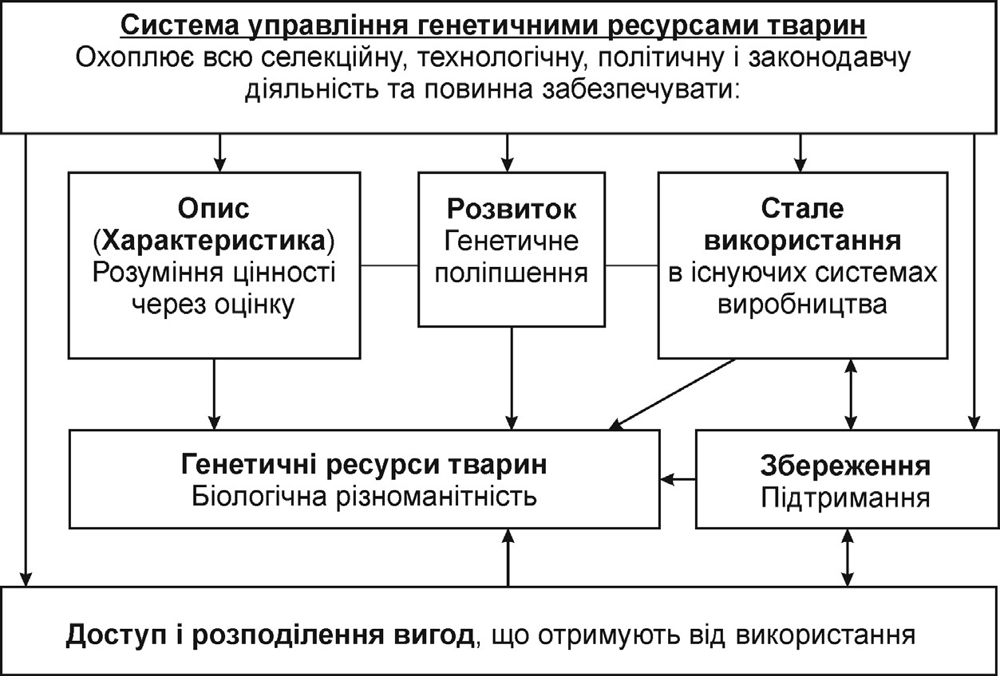 Система управління генетичними ресурсами тварин
Охоплює всю селекційну, технологічну, політичну і законодавчу
діяльність та повинна забезпечувати:
Опис
(Характеристика)
Розуміння цінності
через оцінку
Розвиток
Генетичне
поліпшення
Стале
використання
в існуючих системах
виробництва
Генетичні ресурси тварин
Біологічна різноманітність
Збереження
Підтримання
Доступ і розподілення вигод, що отримують від використання